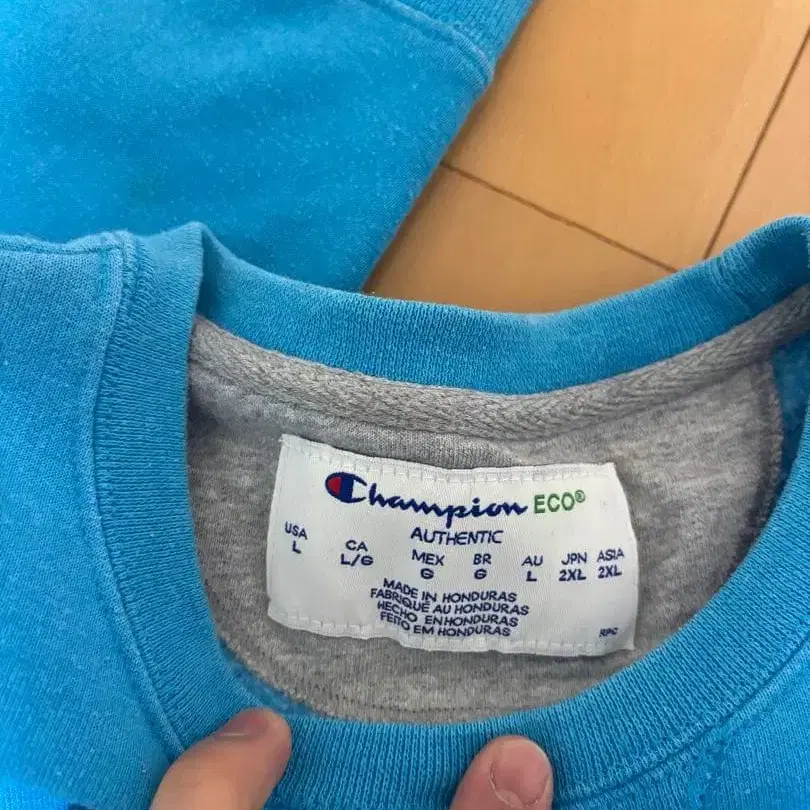 Champion ECO®
AUTHENTIC
USA CA MEX BR AU JPN ASIA
L L/G G G L 2XL 2XL
MADE IN HONDURAS
FABRIQUÉ AU HONDURAS
HECHO EN HONDURAS
FEITO EM HONDURAS
RPC